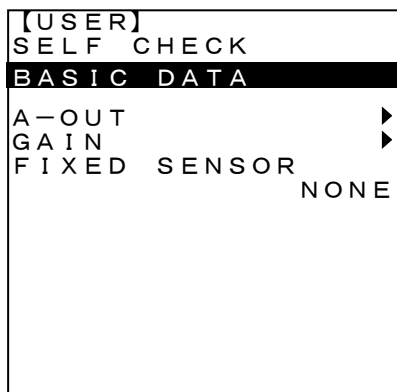 【USER】
SELF CHECK
BASIC DATA
A－OUT ▶
GAIN ▶
FIXED SENSOR
NONE